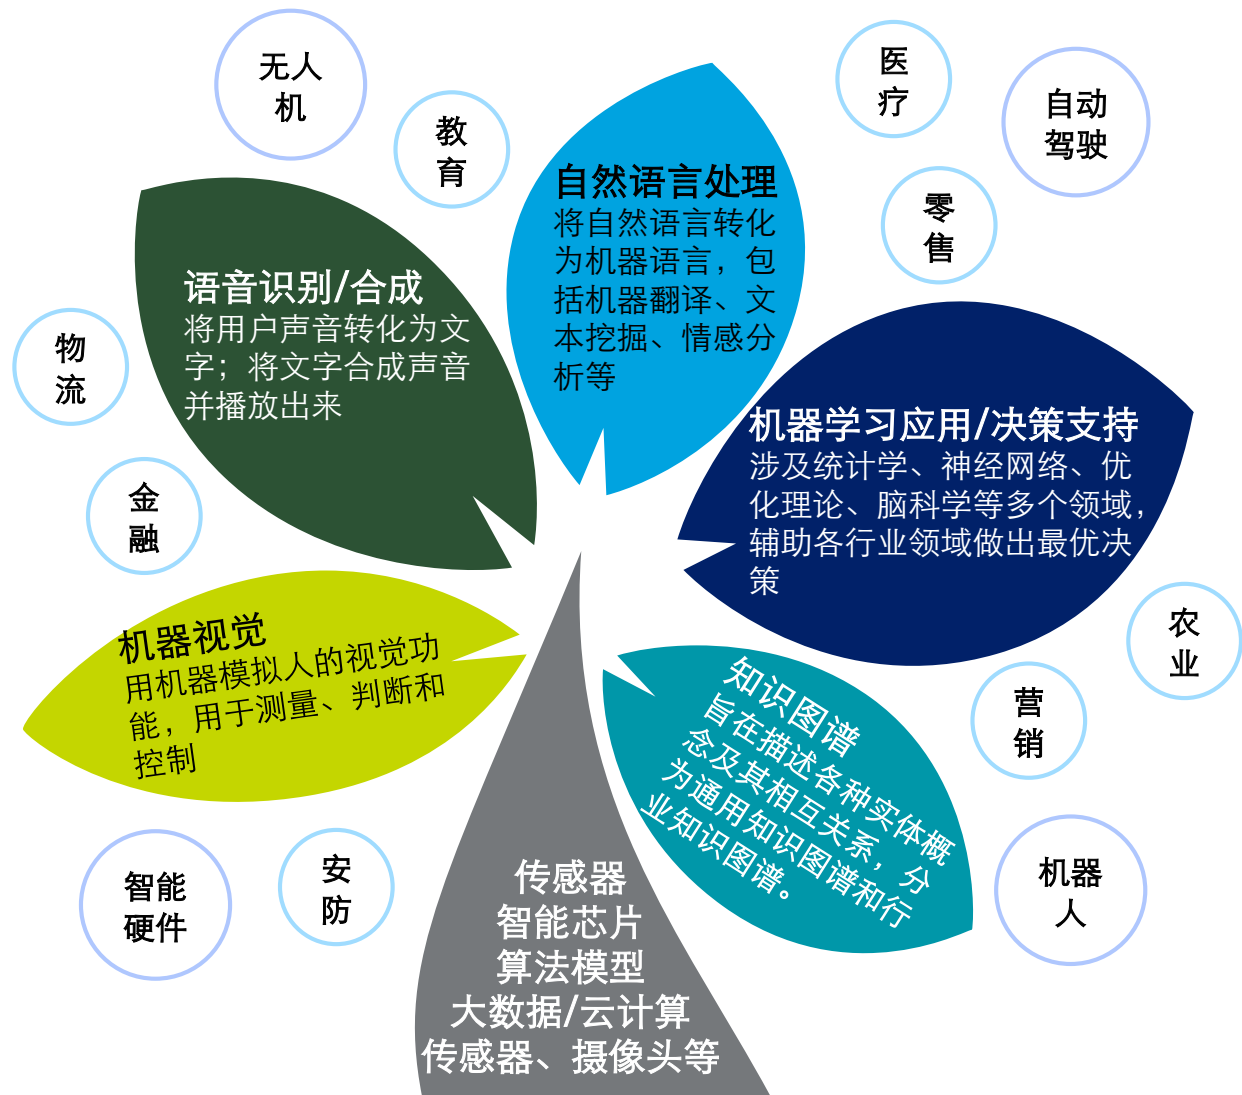 无人
机
教
育
医
疗
自动
驾驶
零
售
自然语言处理
将自然语言转化
为机器语言，包
括机器翻译、文
本挖掘、情感分
析等
语音识别/合成
将用户声音转化为文
字；将文字合成声音
并播放出来
物
流
机器学习应用/决策支持
涉及统计学、神经网络、优
化理论、脑科学等多个领域，
辅助各行业领域做出最优决
策
金
融
机器视觉
用机器模拟人的视觉功
能，用于测量、判断和
控制
农
业
知识图谱
旨在描述各种实体概
念及其相互关系，分
为通用知识图谱和行
业知识图谱。
营
销
智能
硬件
安
防
机器
人
传感器
智能芯片
算法模型
大数据/云计算
传感器、摄像头等